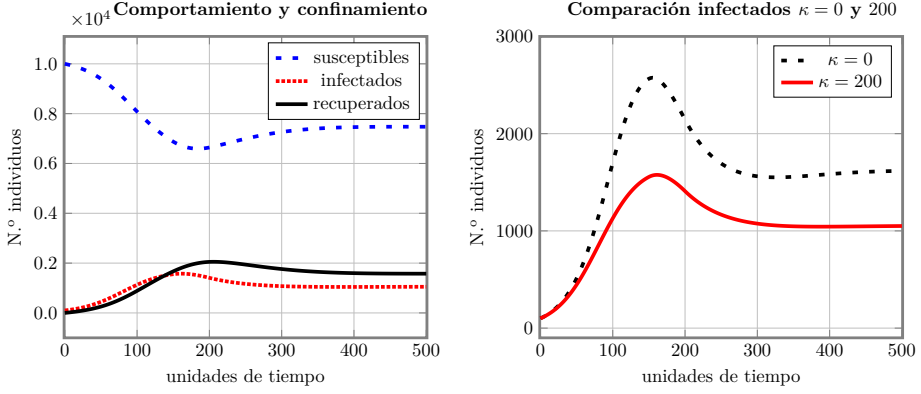 Comportamiento y confinamiento
×10⁴
1.0
0.8
0.6
0.4
0.2
0.0
0 100 200 300 400 500
N.º individuos
unidades de tiempo
susceptibles
infectados
recuperados
Comparación infectados κ = 0 y 200
3000
2000
1000
0
0 100 200 300 400 500
N.º individuos
unidades de tiempo
κ = 0
κ = 200